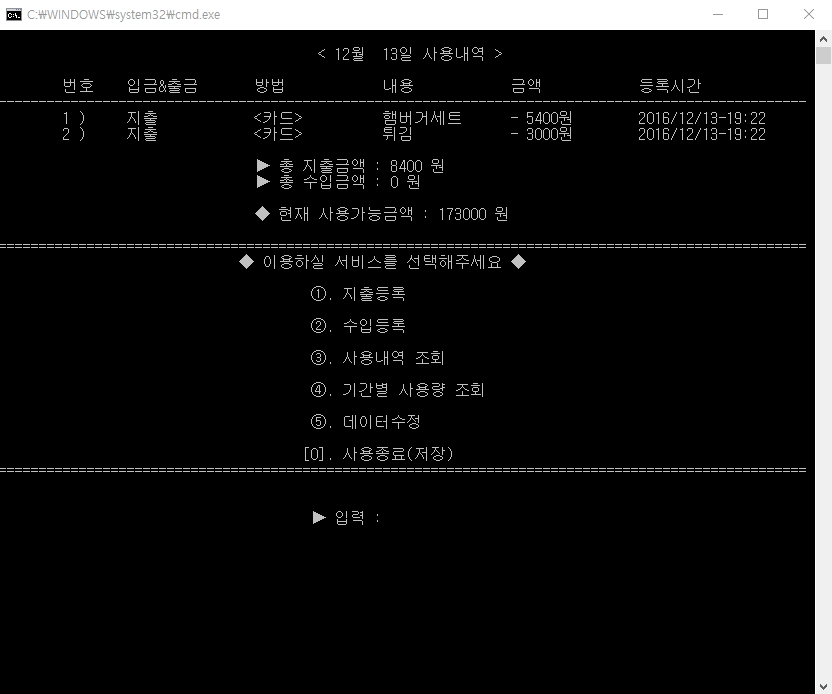 C:\WINDOWS\system32\cmd.exe
< 12월 13일 사용내역 >
번호 입금&출금 방법 내용 금액 등록시간
1 ) 지출 <카드> 햄버거세트 - 5400원 2016/12/13-19:22
2 ) 지출 <카드> 튀김 - 3000원 2016/12/13-19:22
▶ 총 지출금액 : 8400 원
▶ 총 수입금액 : 0 원
◆ 현재 사용가능금액 : 173000 원
◆ 이용하실 서비스를 선택해주세요 ◆
①. 지출등록
②. 수입등록
③. 사용내역 조회
④. 기간별 사용량 조회
⑤. 데이터수정
[0]. 사용종료(저장)
▶ 입력 :